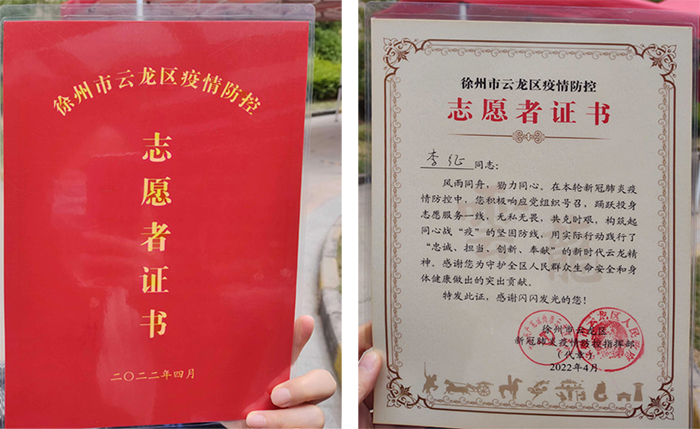 徐州市云龙区疫情防控
志愿者证书
二〇二二年四月
徐州市云龙区疫情防控
志愿者证书
李征 同志:
风雨同舟，勠力同心，在本轮新冠肺炎疫
情防控中，您积极响应党组织号召，踊跃投身
志愿服务一线，无私无畏，共克时艰，构筑起
同心战“疫”的坚固防线，用实际行动践行了
“忠诚、担当、创新、奉献”的新时代云龙精
神。感谢您为守护全区人民群众生命安全和身
体健康做出的突出贡献。
特发此证，感谢闪闪发光的您！
徐州市云龙区
新冠肺炎疫情防控指挥部
（代章）
2022年4月